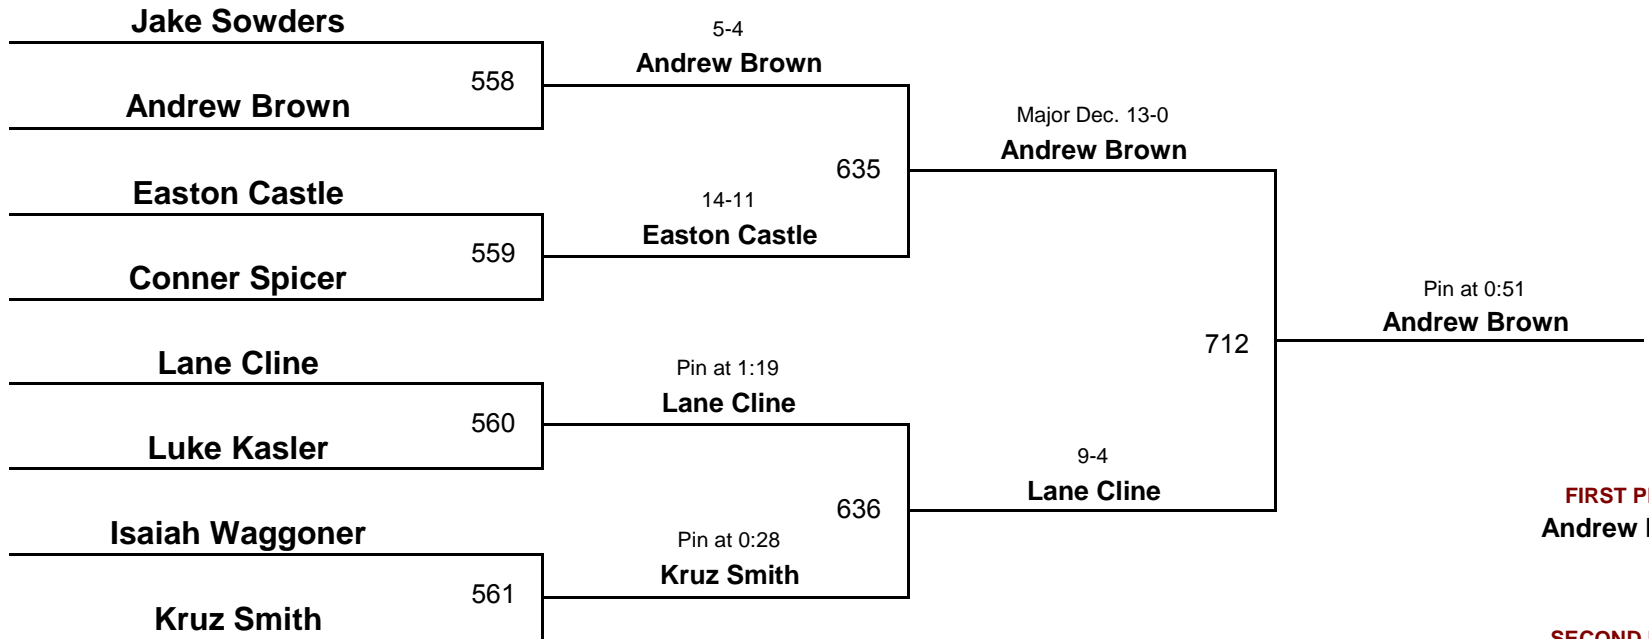 Jake Sowders
558
Andrew Brown
5-4
Andrew Brown
Easton Castle
559
Conner Spicer
14-11
Easton Castle
635
Major Dec. 13-0
Andrew Brown
Lane Cline
560
Luke Kasler
Pin at 1:19
Lane Cline
Isaiah Waggoner
561
Kruz Smith
Pin at 0:28
Kruz Smith
636
9-4
Lane Cline
712
Pin at 0:51
Andrew Brown
FIRST
Andrew
SECOND